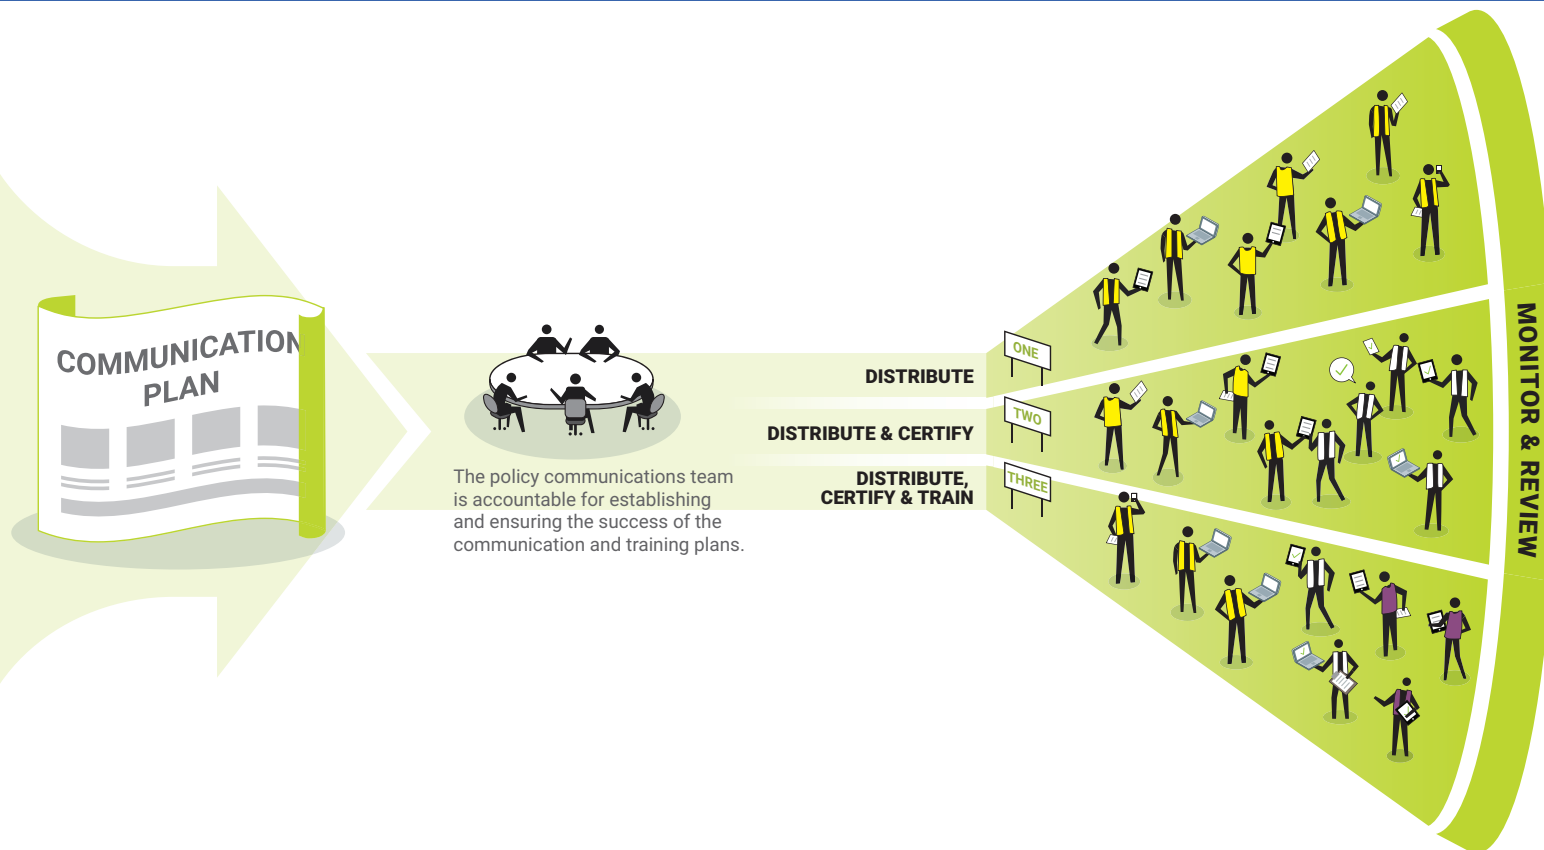 COMMUNICATION
PLAN
The policy communications team
is accountable for establishing
and ensuring the success of the
communication and training plans.
DISTRIBUTE
DISTRIBUTE & CERTIFY
DISTRIBUTE,
CERTIFY & TRAIN
ONE
TWO
THREE
MONITOR & REVIEW